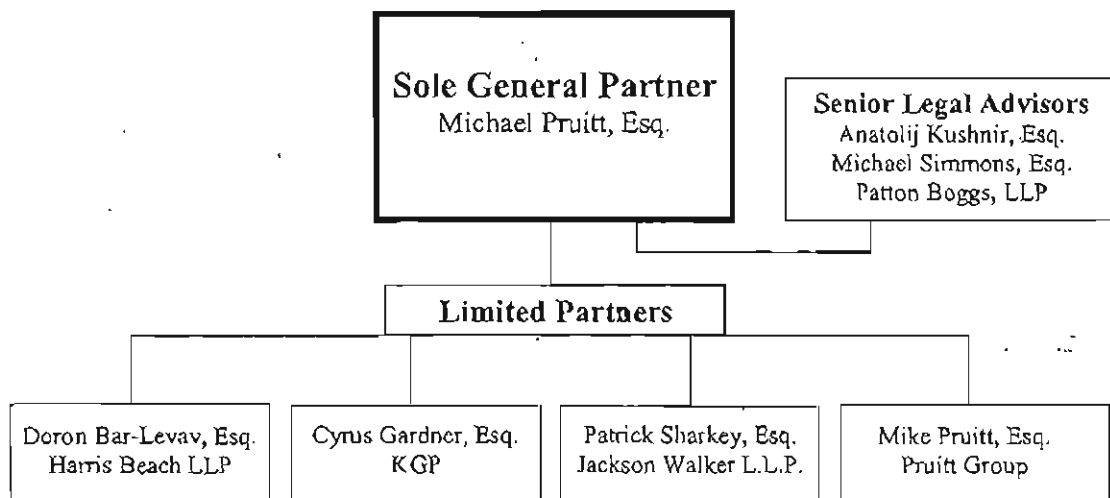 Sole General Partner
Michael Pruitt, Esq.
Senior Legal Advisors
Anatolij Kushnir, Esq.
Michael Simmons, Esq.
Patton Boggs, LLP
Limited Partners
Doron Bar-Levav, Esq.
Harris Beach LLP
Cyrus Gardner, Esq.
KGP
Patrick Sharkey, Esq.
Jackson Walker L.L.P.
Mike Pruitt, Esq.
Pruitt Group